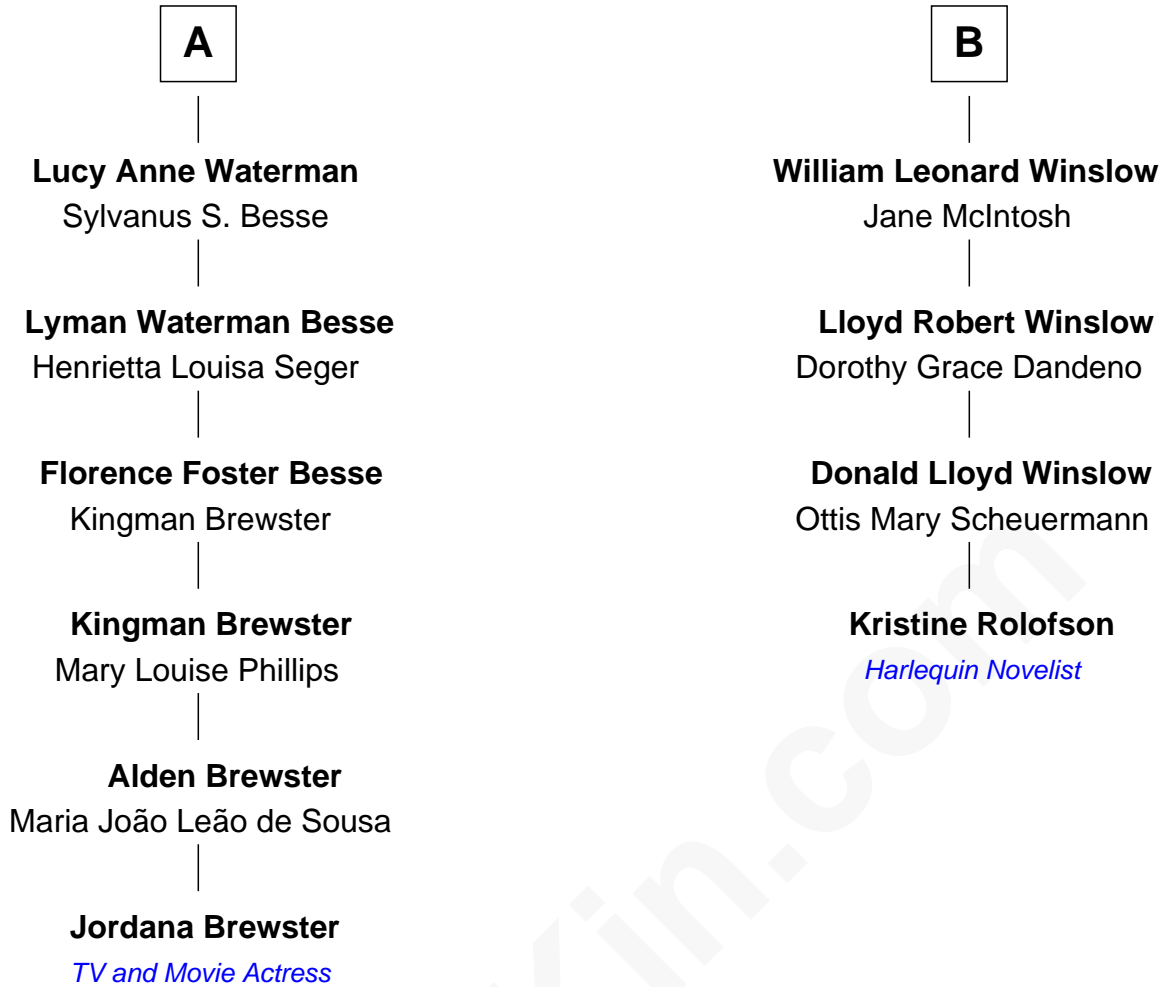 A
Lucy Anne Waterman
Sylvanus S. Besse
Lyman Waterman Besse
Henrietta Louisa Seger
Florence Foster Besse
Kingman Brewster
Kingman Brewster
Mary Louise Phillips
Alden Brewster
Maria João Leão de Sousa
Jordana Brewster
TV and Movie Actress
B
William Leonard Winslow
Jane McIntosh
Lloyd Robert Winslow
Dorothy Grace Dandeno
Donald Lloyd Winslow
Ottis Mary Scheuermann
Kristine Rolofson
Harlequin Novelist
Kin.com